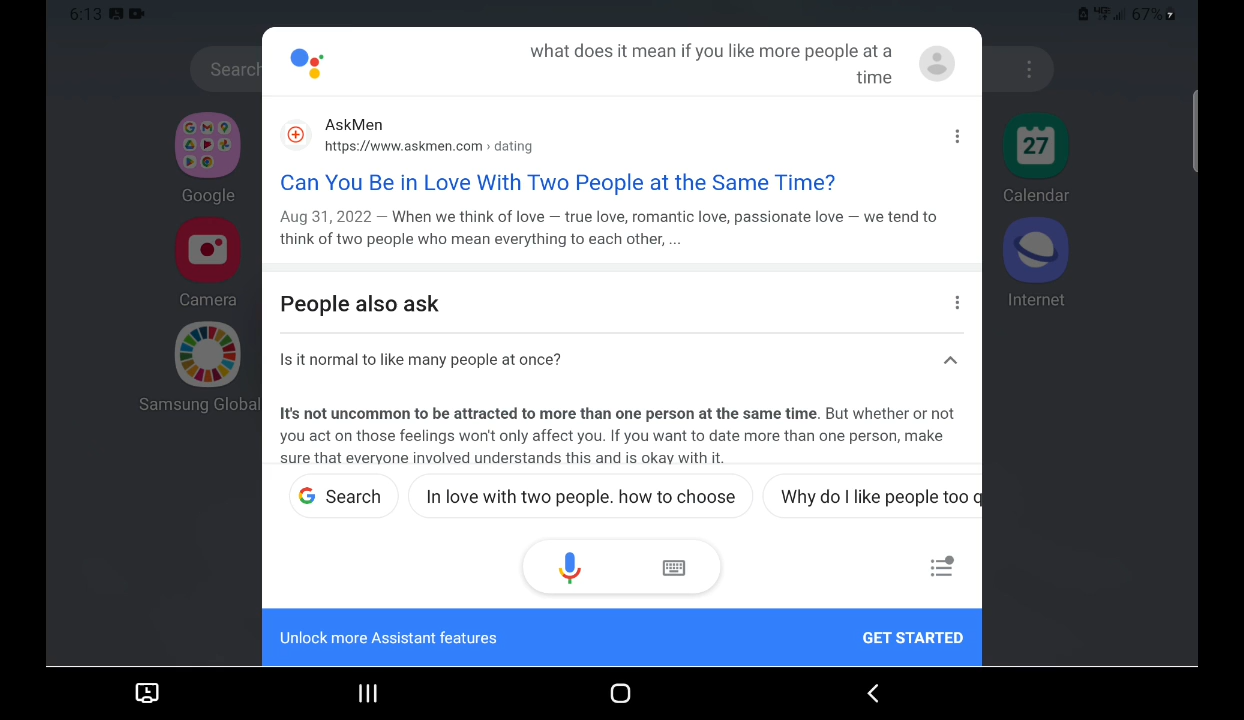 6:13
67%
Search
what does it mean if you like more people at a
time
AskMen
https://www.askmen.com › dating
Can You Be in Love With Two People at the Same Time?
Aug 31, 2022 — When we think of love — true love, romantic love, passionate love — we tend to
think of two people who mean everything to each other, ...
People also ask
Is it normal to like many people at once?
It's not uncommon to be attracted to more than one person at the same time. But whether or not
you act on those feelings won't only affect you. If you want to date more than one person, make
sure that everyone involved understands this and is okay with it.
Search
In love with two people. how to choose
Why do I like people too q
Unlock more Assistant features
GET STARTED
Google
Camera
Samsung Global
27
Calendar
Internet